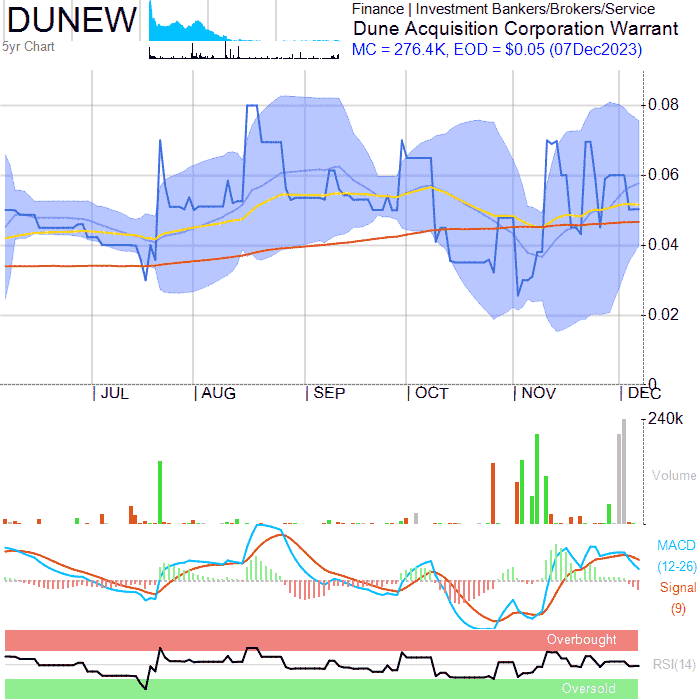 DUNEW
5yr Chart
Finance | Investment Bankers/Brokers/Service
Dune Acquisition Corporation Warrant
MC = 276.4K, EOD = $0.05 (07Dec2023)
0.08
0.06
0.04
0.02
0
JUL AUG SEP OCT NOV DEC
240k
Volume
MACD
(12-26)
Signal
(9)
Overbought
RSI(14)
Oversold